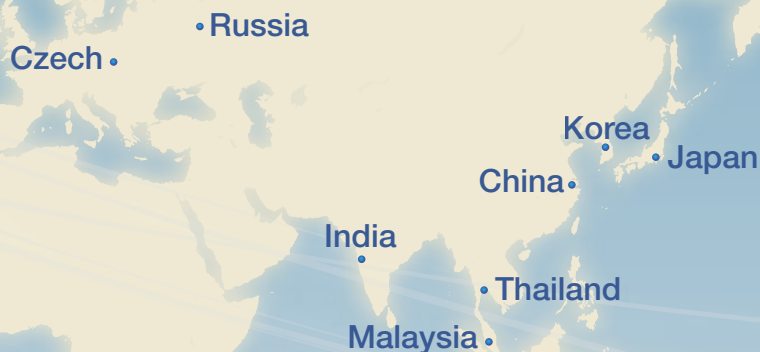 Russia
Czech
Korea
Japan
China
India
Thailand
Malaysia